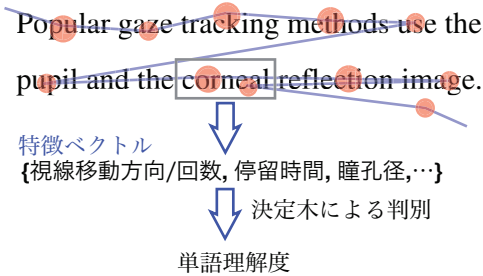 Popular gaze tracking methods use the
pupil and the corneal reflection image.
特徴ベクトル
{視線移動方向/回数, 停留時間, 瞳孔径,…}
決定木による判別
単語理解度